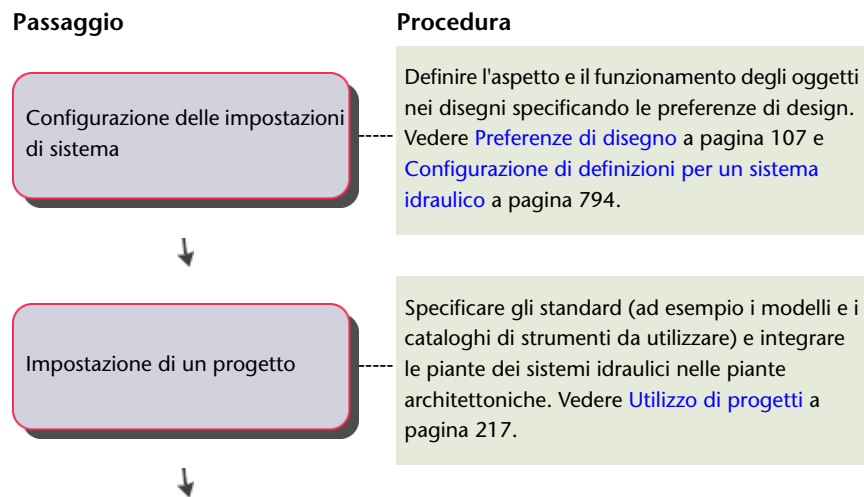 Passaggio
Procedura
Configurazione delle impostazioni
di sistema
Definire l'aspetto e il funzionamento degli oggetti
nei disegni specificando le preferenze di design.
Vedere Preferenze di disegno a pagina 107 e
Configurazione di definizioni per un sistema
idraulico a pagina 794.
Impostazione di un progetto
Specificare gli standard (ad esempio i modelli e i
cataloghi di strumenti da utilizzare) e integrare
le piante dei sistemi idraulici nelle piante
architettoniche. Vedere Utilizzo di progetti a
pagina 217.